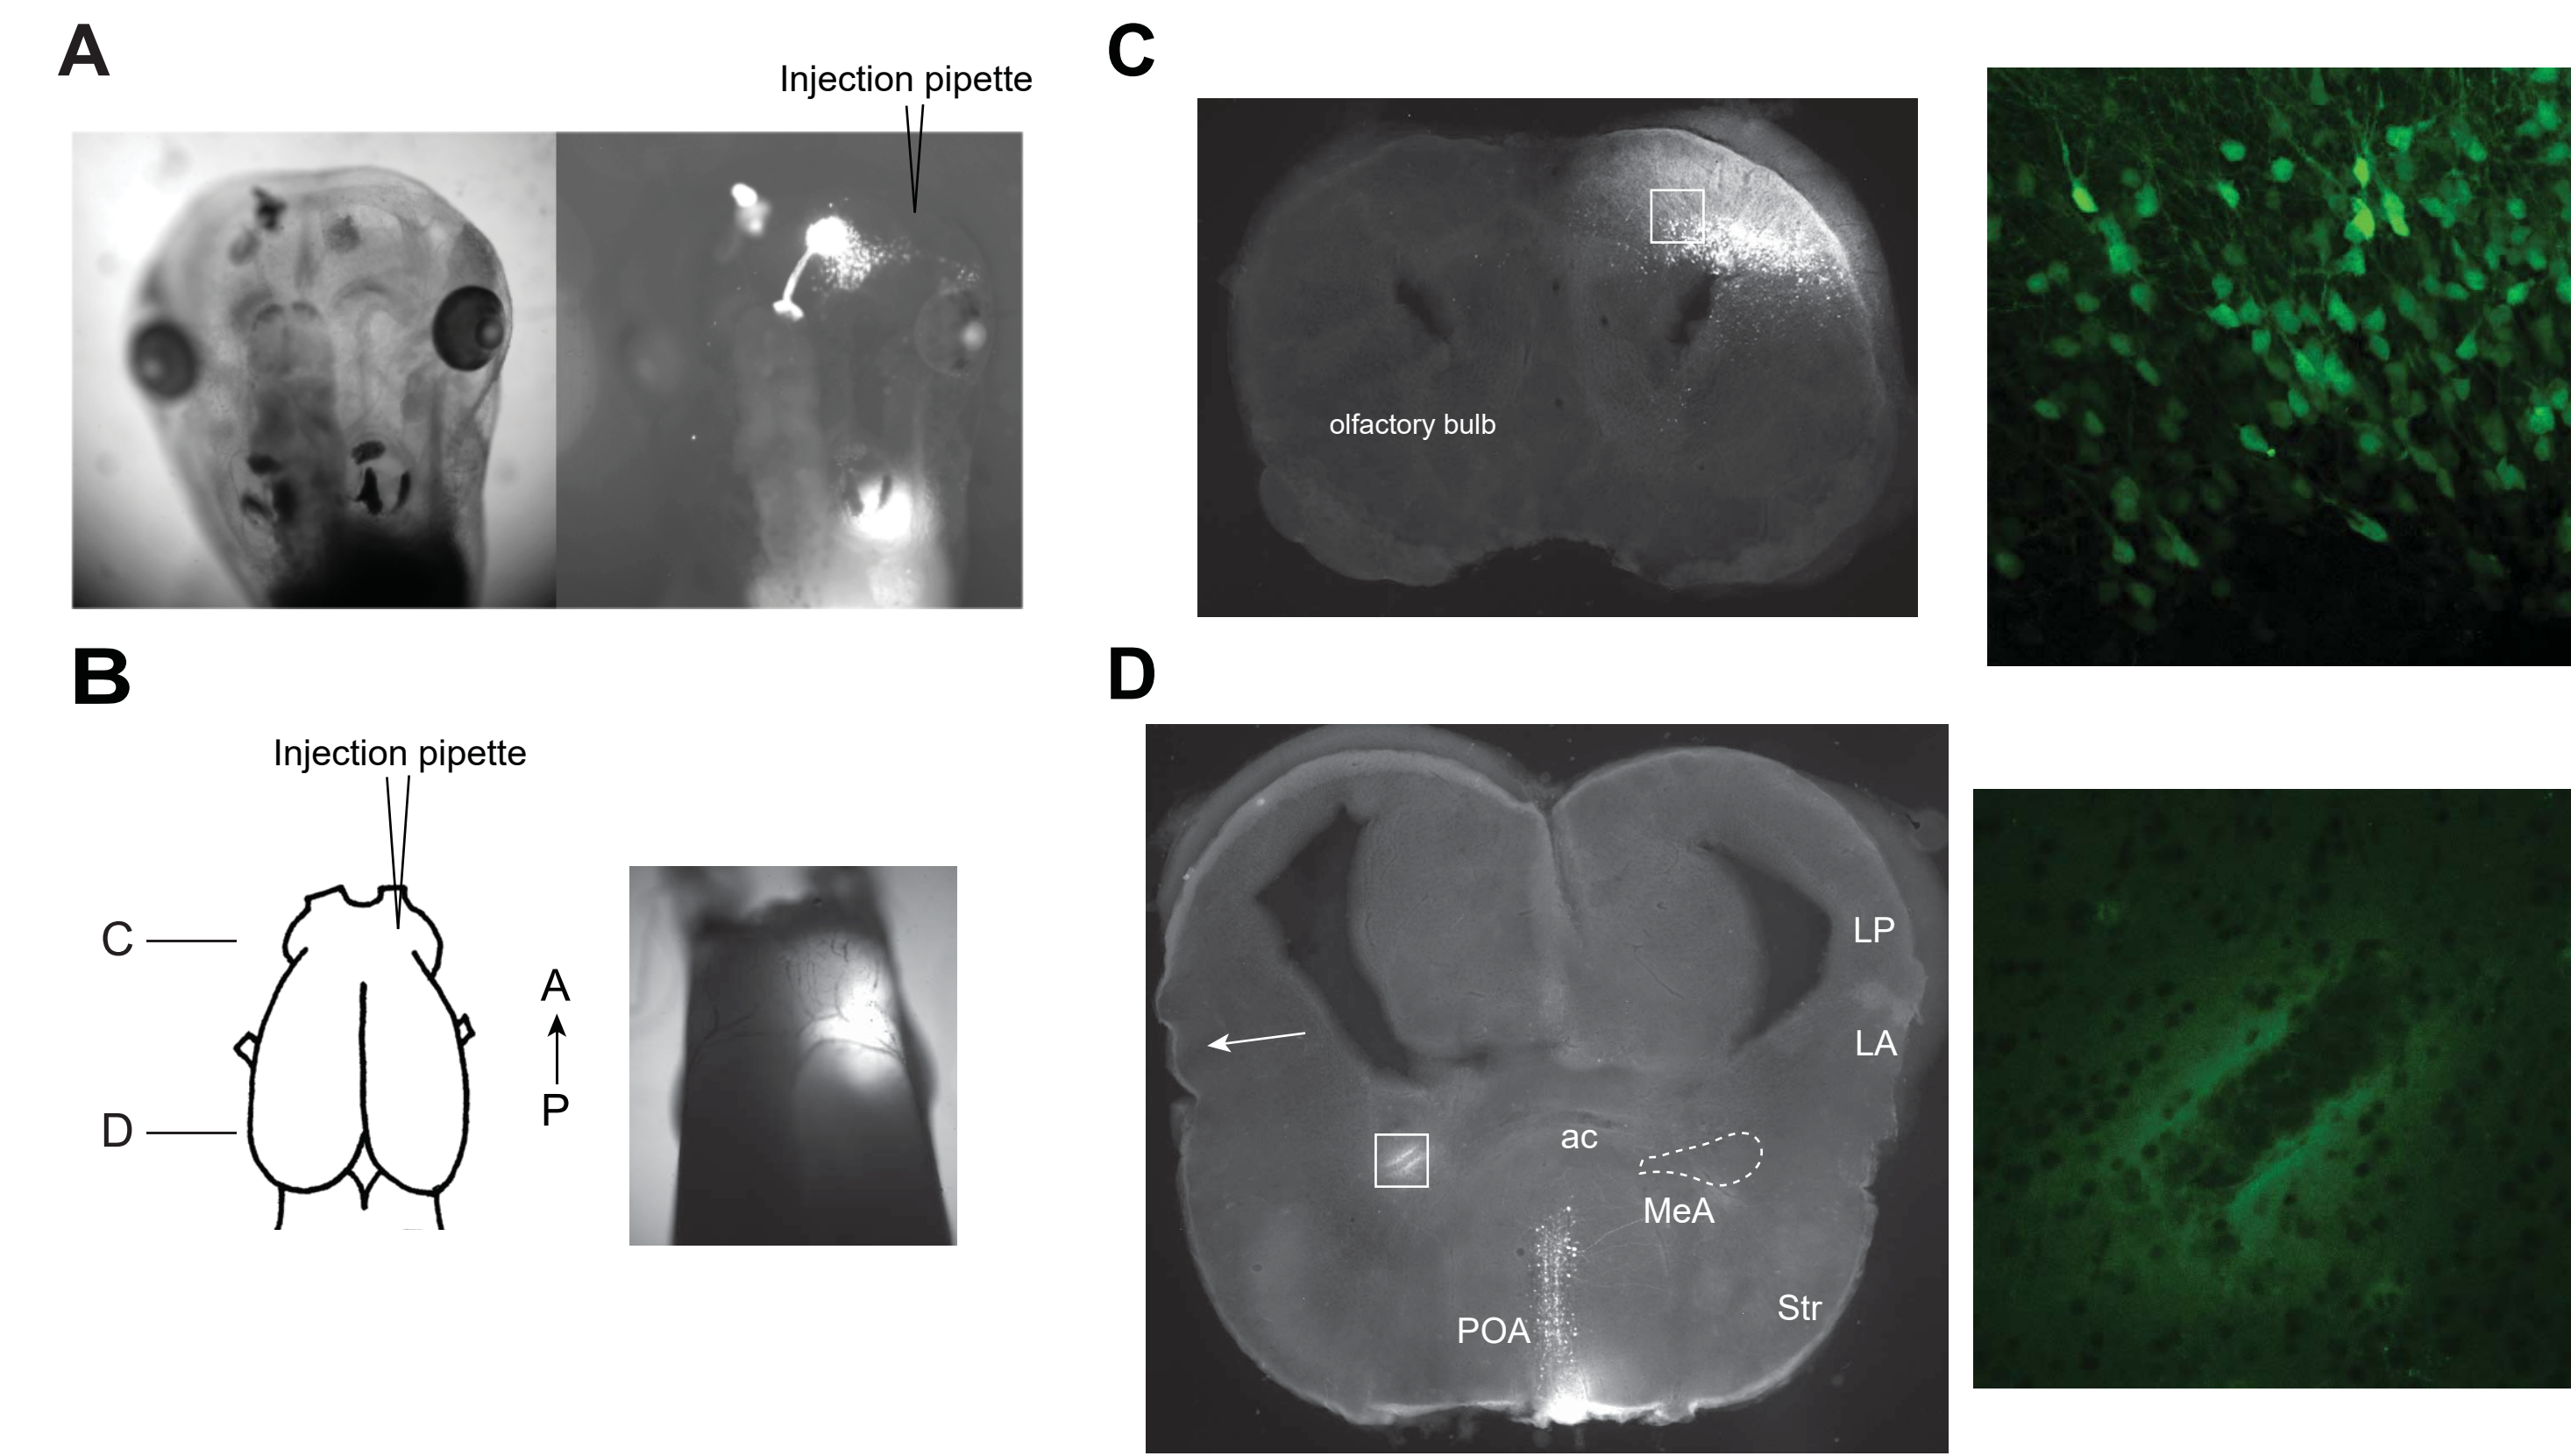 A
Injection pipette
B
Injection pipette
C
D
A
P
C
olfactory bulb
D
LP
LA
ac
MeA
POA
Str